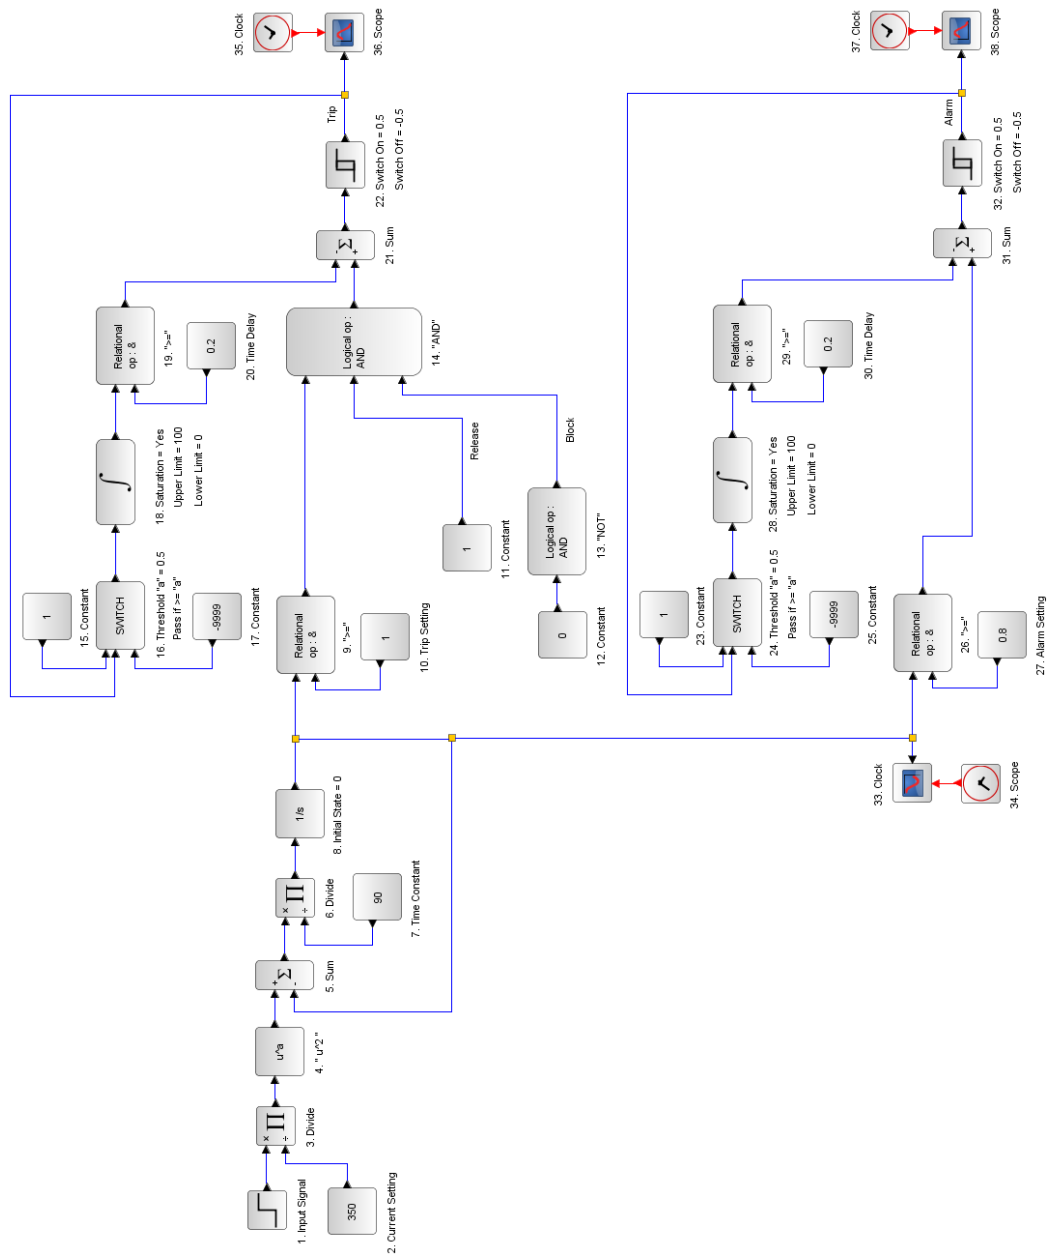 1. Input Signal
350
2. Current Setting
×
÷
∏
3. Divide
u^a
4. " u^2 "
+
-
Σ
5. Sum
×
÷
∏
6. Divide
90
7. Time Constant
1/s
8. Initial State = 0
Relational
op : &
9. ">="
1
10. Trip Setting
1
11. Constant
Release
0
12. Constant
Logical op :
AND
13. "NOT"
Block
Logical op :
AND
14. "AND"
1
15. Constant
SWITCH
16. Threshold "a" = 0.5
Pass if >= "a"
-9999
17. Constant
∫
18. Saturation = Yes
Upper Limit = 100
Lower Limit = 0
Relational
op : &
19. ">="
0.2
20. Time Delay
-
+
Σ
21. Sum
22. Switch On = 0.5
Switch Off = -0.5
Trip
35. Clock
36. Scope
1
23. Constant
SWITCH
24. Threshold "a" = 0.5
Pass if >= "a"
-9999
25. Constant
Relational
op : &
26. ">="
0.8
27. Alarm Setting
∫
28. Saturation = Yes
Upper Limit = 100
Lower Limit = 0
Relational
op : &
29. ">="
0.2
30. Time Delay
-
+
Σ
31. Sum
32. Switch On = 0.5
Switch Off = -0.5
Alarm
33. Clock
34. Scope
37. Clock
38. Scope